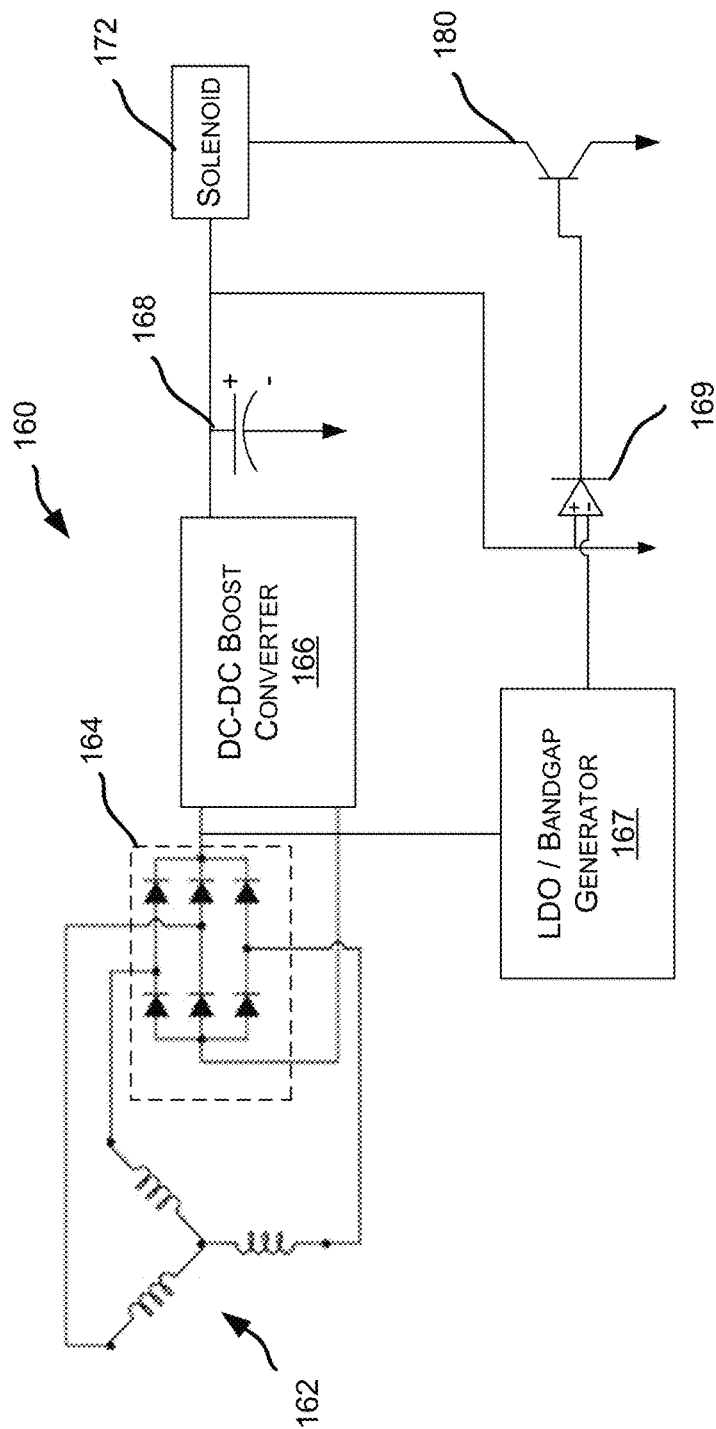 160
162
164
DC-DC BOOST
CONVERTER
166
168
+
-
SOLENOID
172
LDO / BANDGAP
GENERATOR
167
+
-
169
180